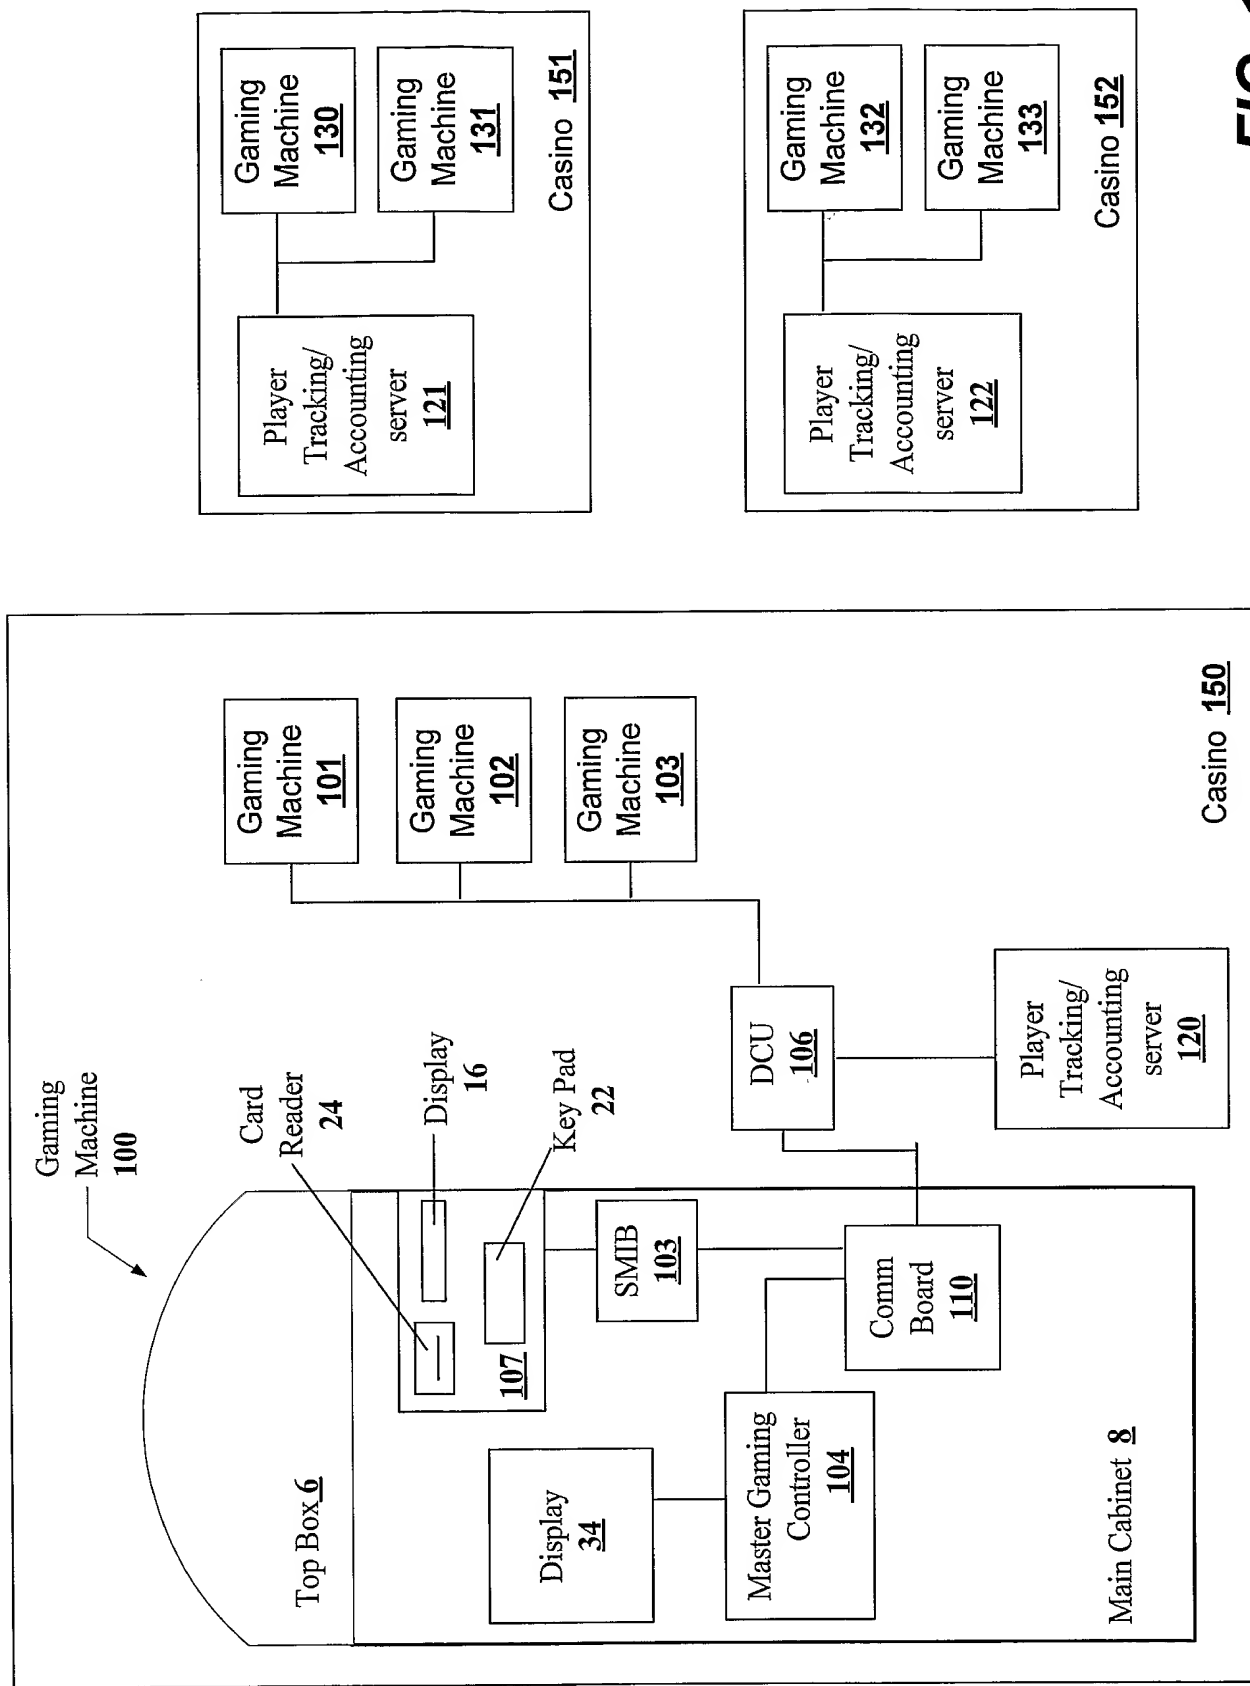 Gaming
Machine
100
Top Box 6
Card
Reader
24
Display
16
Key Pad
22
107
Display
34
SMIB
103
Master Gaming
Controller
104
Comm
Board
110
Main Cabinet 8
DCU
106
Player
Tracking/
Accounting
server
120
Gaming
Machine
101
Gaming
Machine
102
Gaming
Machine
103
Casino 150
Player
Tracking/
Accounting
server
121
Gaming
Machine
130
Gaming
Machine
131
Casino 151
Player
Tracking/
Accounting
server
122
Gaming
Machine
132
Gaming
Machine
133
Casino 152
FIG.